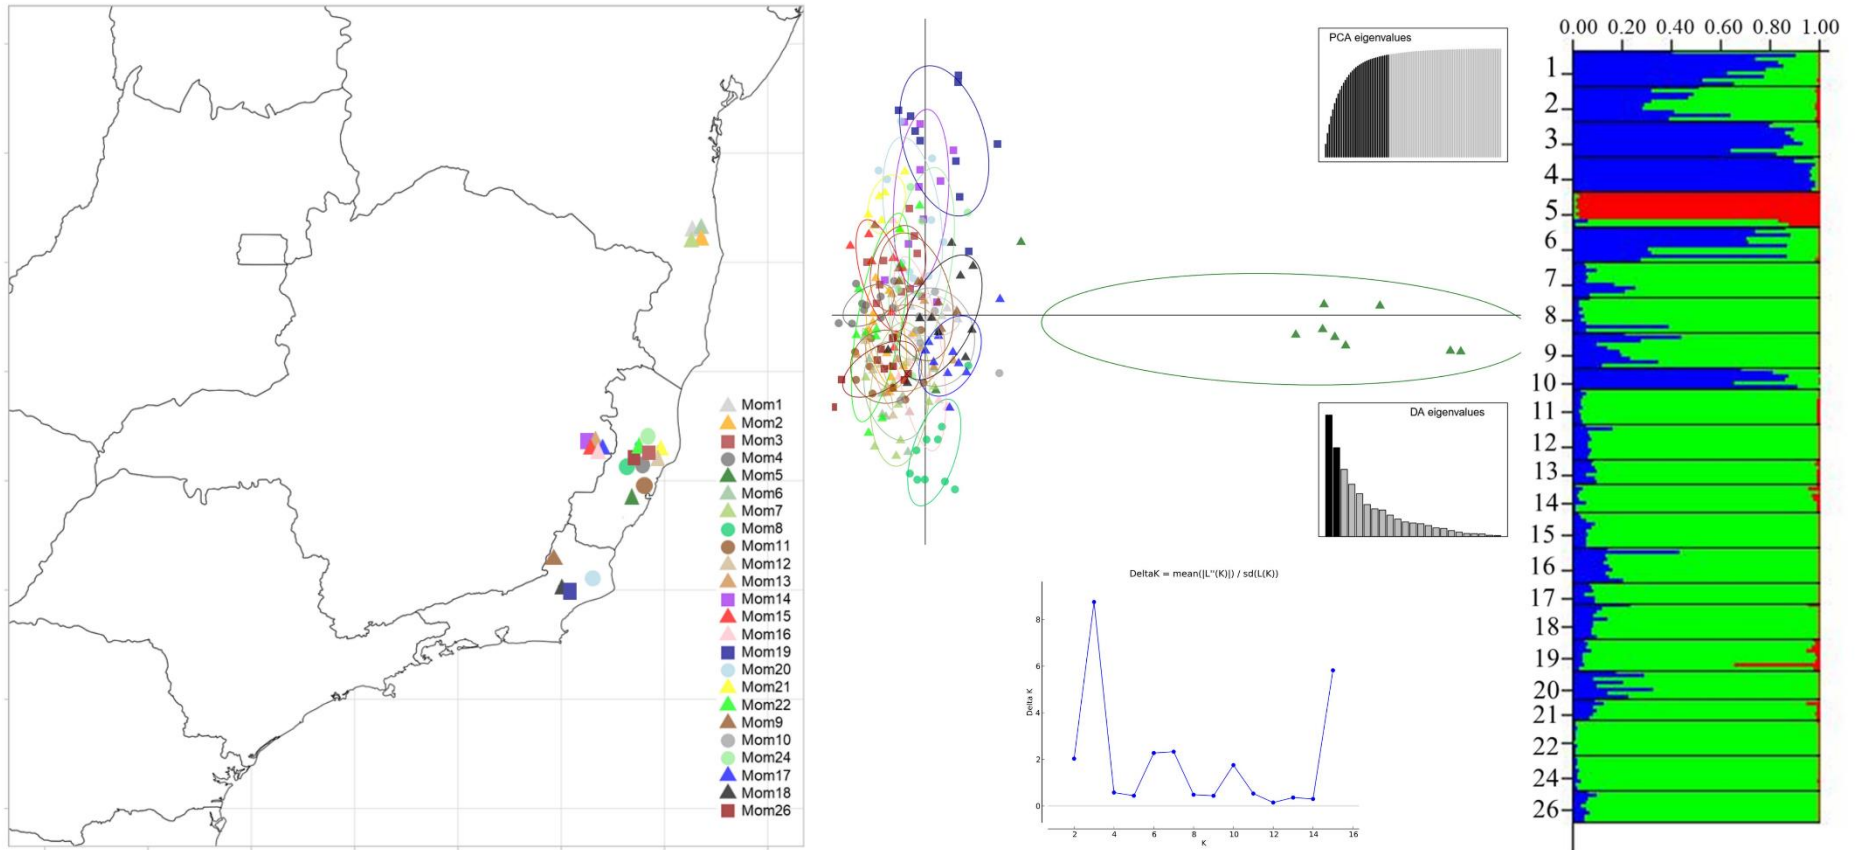 Mom1
Mom2
Mom3
Mom4
Mom5
Mom6
Mom7
Mom8
Mom11
Mom12
Mom13
Mom14
Mom15
Mom16
Mom19
Mom20
Mom21
Mom22
Mom9
Mom10
Mom24
Mom17
Mom18
Mom26
PCA eigenvalues
DA eigenvalues
DeltaK = mean(|L''(K)|) / sd(L(K))
Delta K
8
6
4
2
0
2 4 6 8 10 12 14 16
K
0.00 0.20 0.40 0.60 0.80 1.00
1
2
3
4
5
6
7
8
9
10
11
12
13
14
15
16
17
18
19
20
21
22
24
26